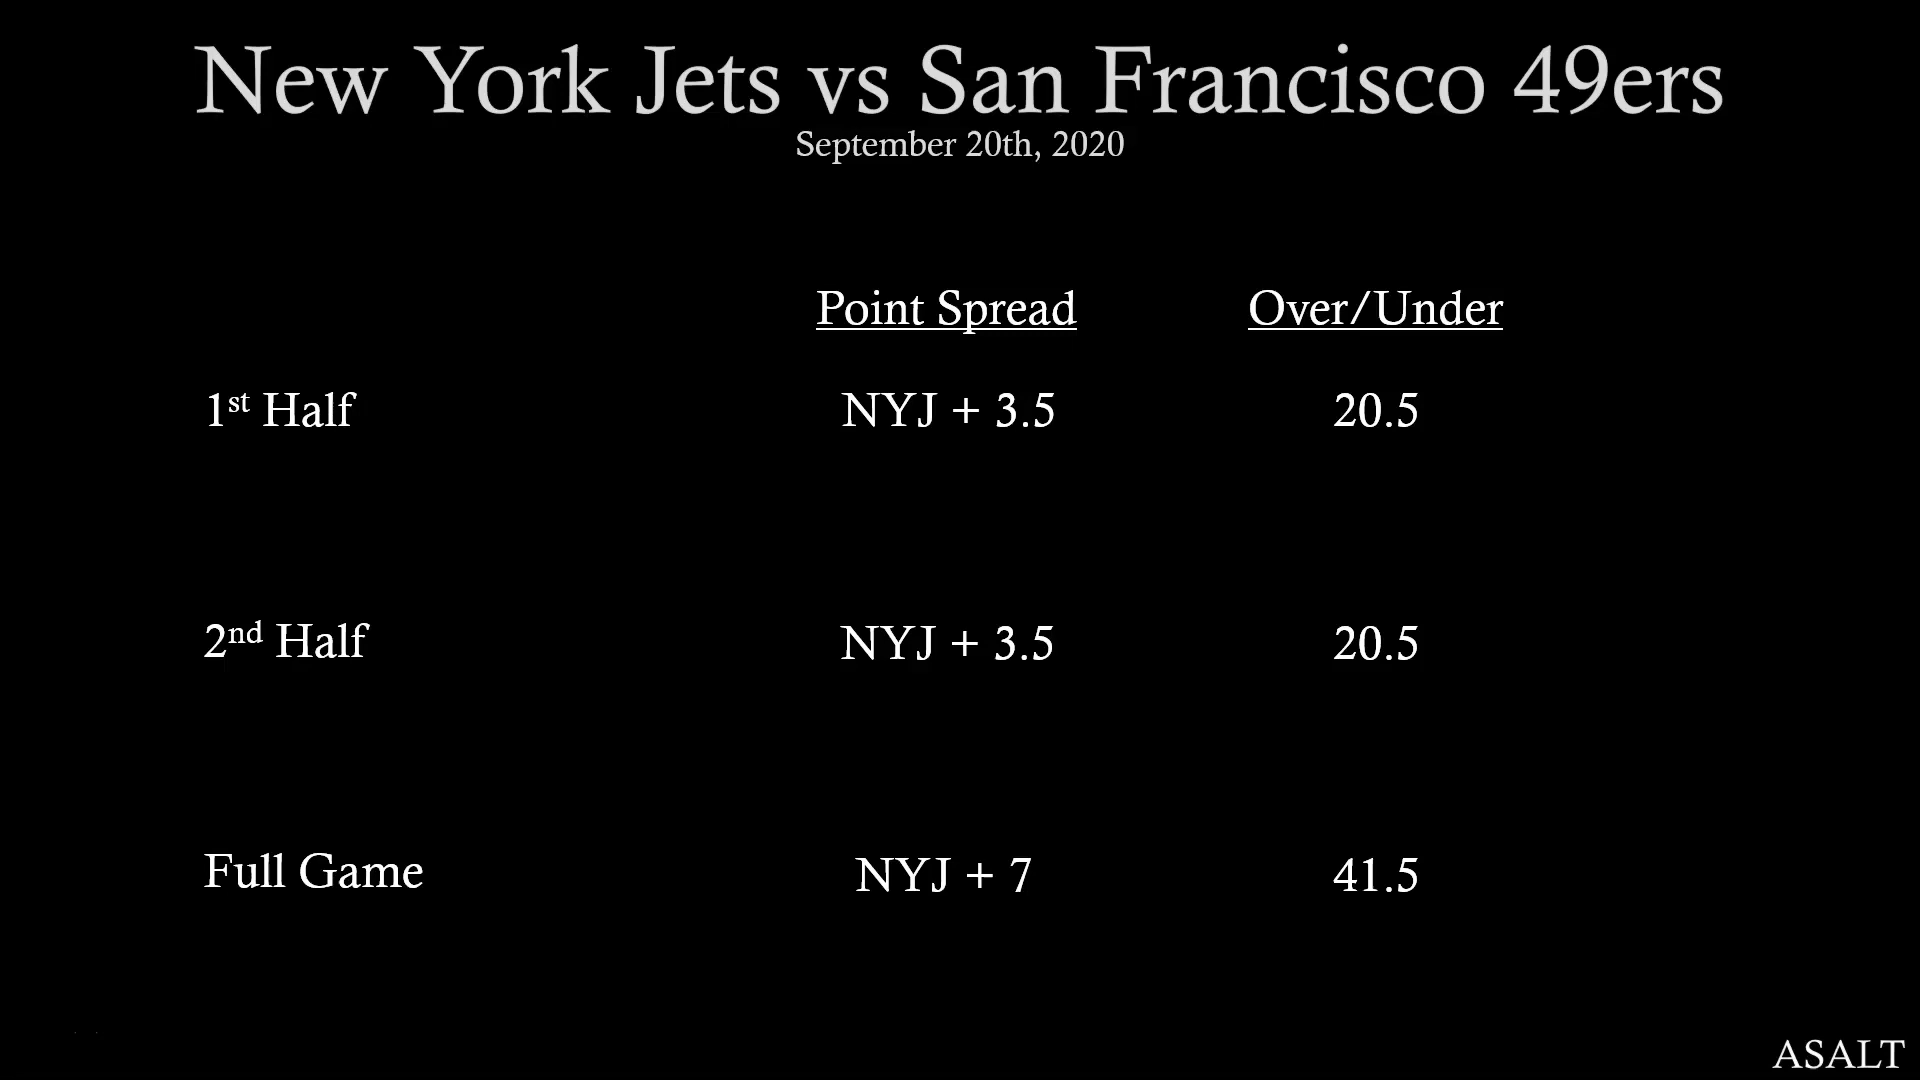 New York Jets vs San Francisco 49ers
September 20th, 2020
Point Spread Over/Under
1st Half NYJ + 3.5 20.5
2nd Half NYJ + 3.5 20.5
Full Game NYJ + 7 41.5
ASALT